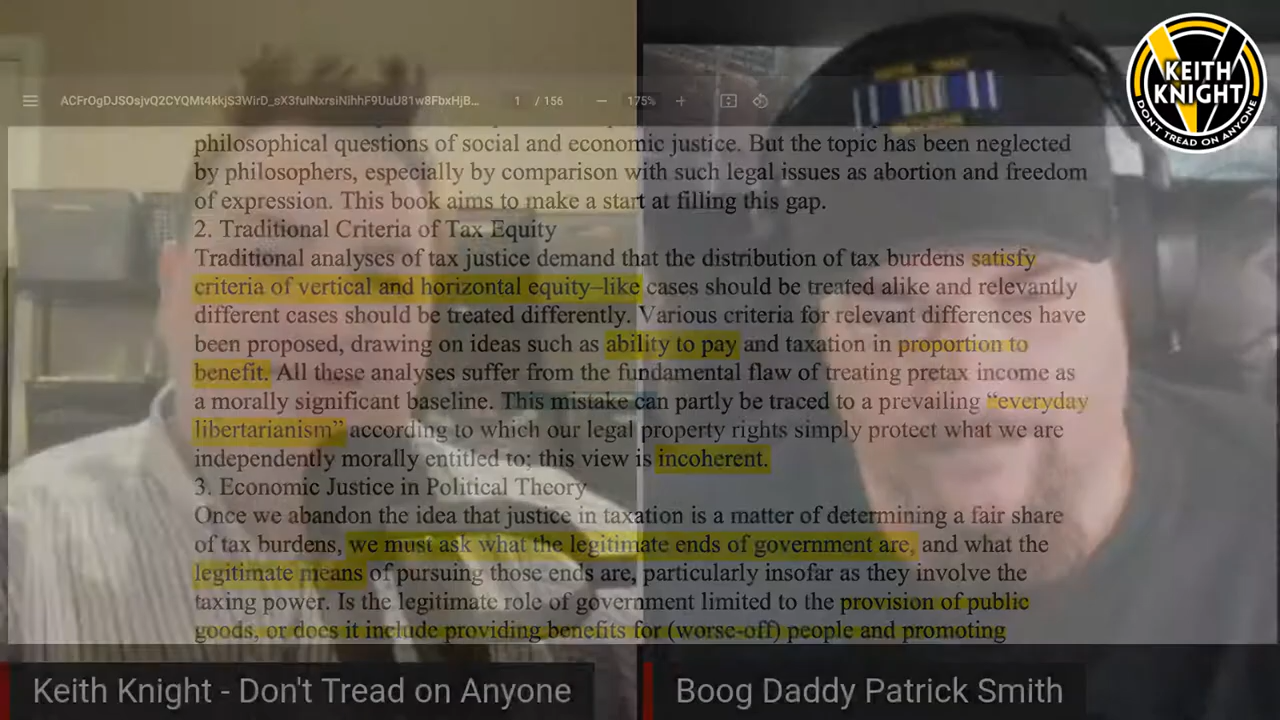 KEITH
KNIGHT
DON'T TREAD ON ANYONE
1 / 156
175%
philosophical questions of social and economic justice. But the topic has been neglected
by philosophers, especially by comparison with such legal issues as abortion and freedom
of expression. This book aims to make a start at filling this gap.
2. Traditional Criteria of Tax Equity
Traditional analyses of tax justice demand that the distribution of tax burdens satisfy
criteria of vertical and horizontal equity–like cases should be treated alike and relevantly
different cases should be treated differently. Various criteria for relevant differences have
been proposed, drawing on ideas such as ability to pay and taxation in proportion to
benefit. All these analyses suffer from the fundamental flaw of treating pretax income as
a morally significant baseline. This mistake can partly be traced to a prevailing “everyday
libertarianism” according to which our legal property rights simply protect what we are
independently morally entitled to; this view is incoherent.
3. Economic Justice in Political Theory
Once we abandon the idea that justice in taxation is a matter of determining a fair share
of tax burdens, we must ask what the legitimate ends of government are, and what the
legitimate means of pursuing those ends are, particularly insofar as they involve the
taxing power. Is the legitimate role of government limited to the provision of public
goods, or does it include providing benefits for (worse-off) people and promoting
Keith Knight - Don't Tread on Anyone
Boog Daddy Patrick Smith